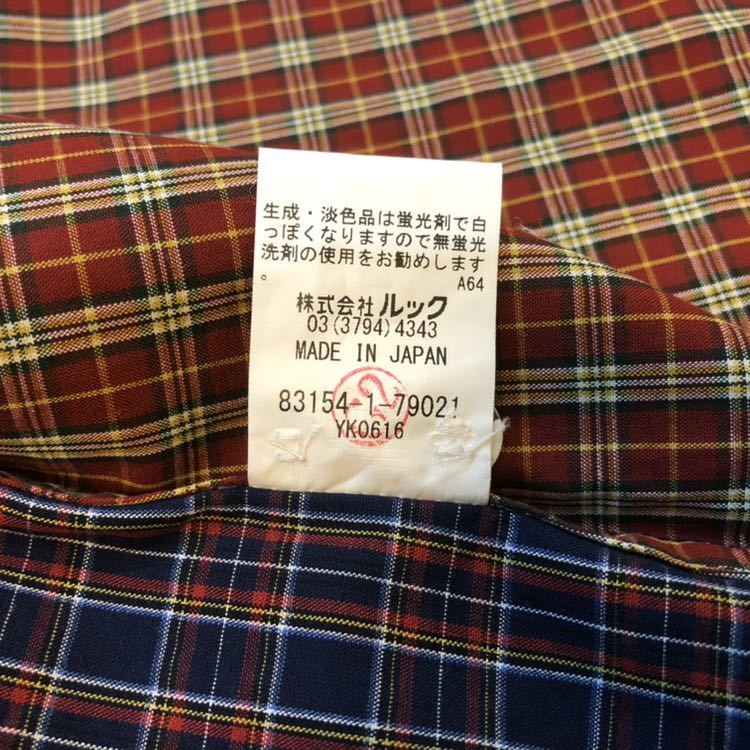 生成・淡色品は蛍光剤で白
っぽくなりますので無蛍光
洗剤の使用をお勧めします
。
A64
株式会社 ルック
03(3794)4343
MADE IN JAPAN
83154-1-79021
YK0616